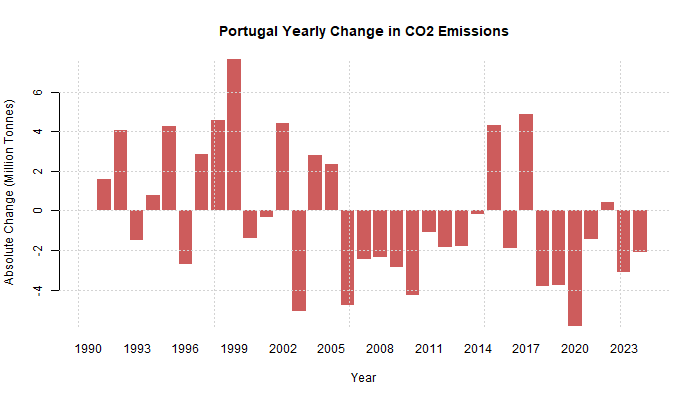 Portugal Yearly Change in CO2 Emissions
Absolute Change (Million Tonnes)
6
4
2
0
-2
-4
1990 1993 1996 1999 2002 2005 2008 2011 2014 2017 2020 2023
Year